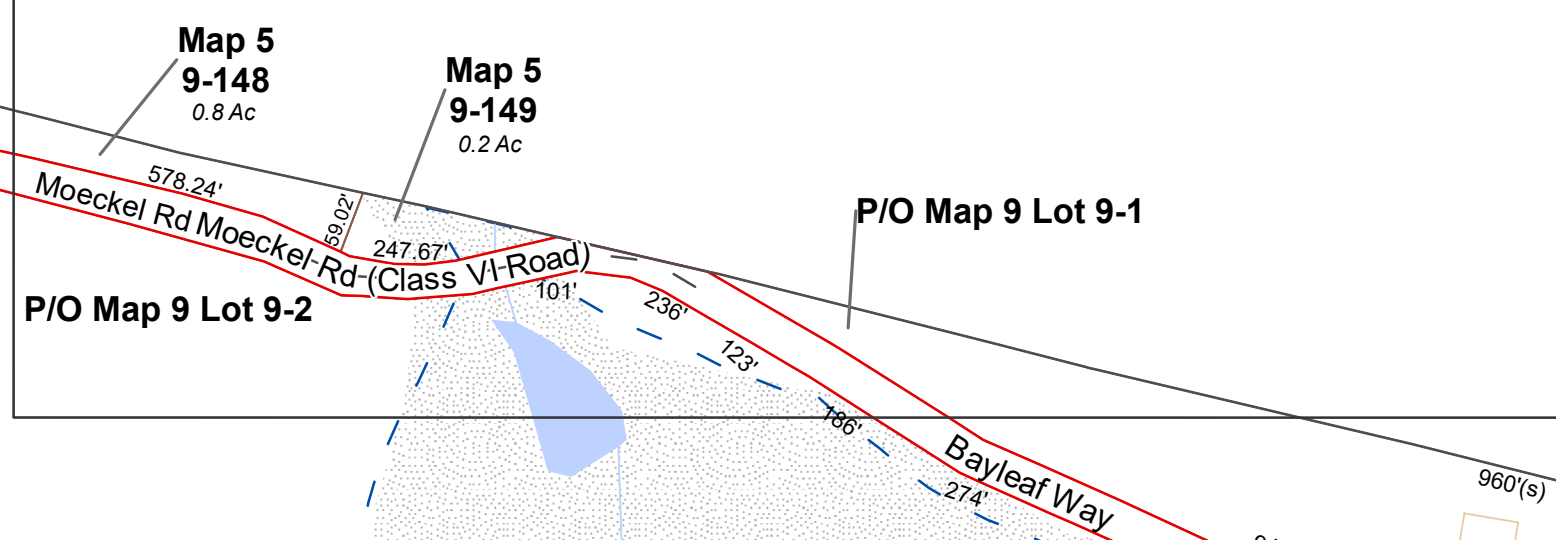 Map 5
9-148
0.8 Ac
Map 5
9-149
0.2 Ac
578.24'
59.02'
247.67'
Moeckel Rd Moeckel Rd (Class VI Road)
P/O Map 9 Lot 9-1
P/O Map 9 Lot 9-2
101'
236'
123'
186'
274'
Bayleaf Way
960'(s)